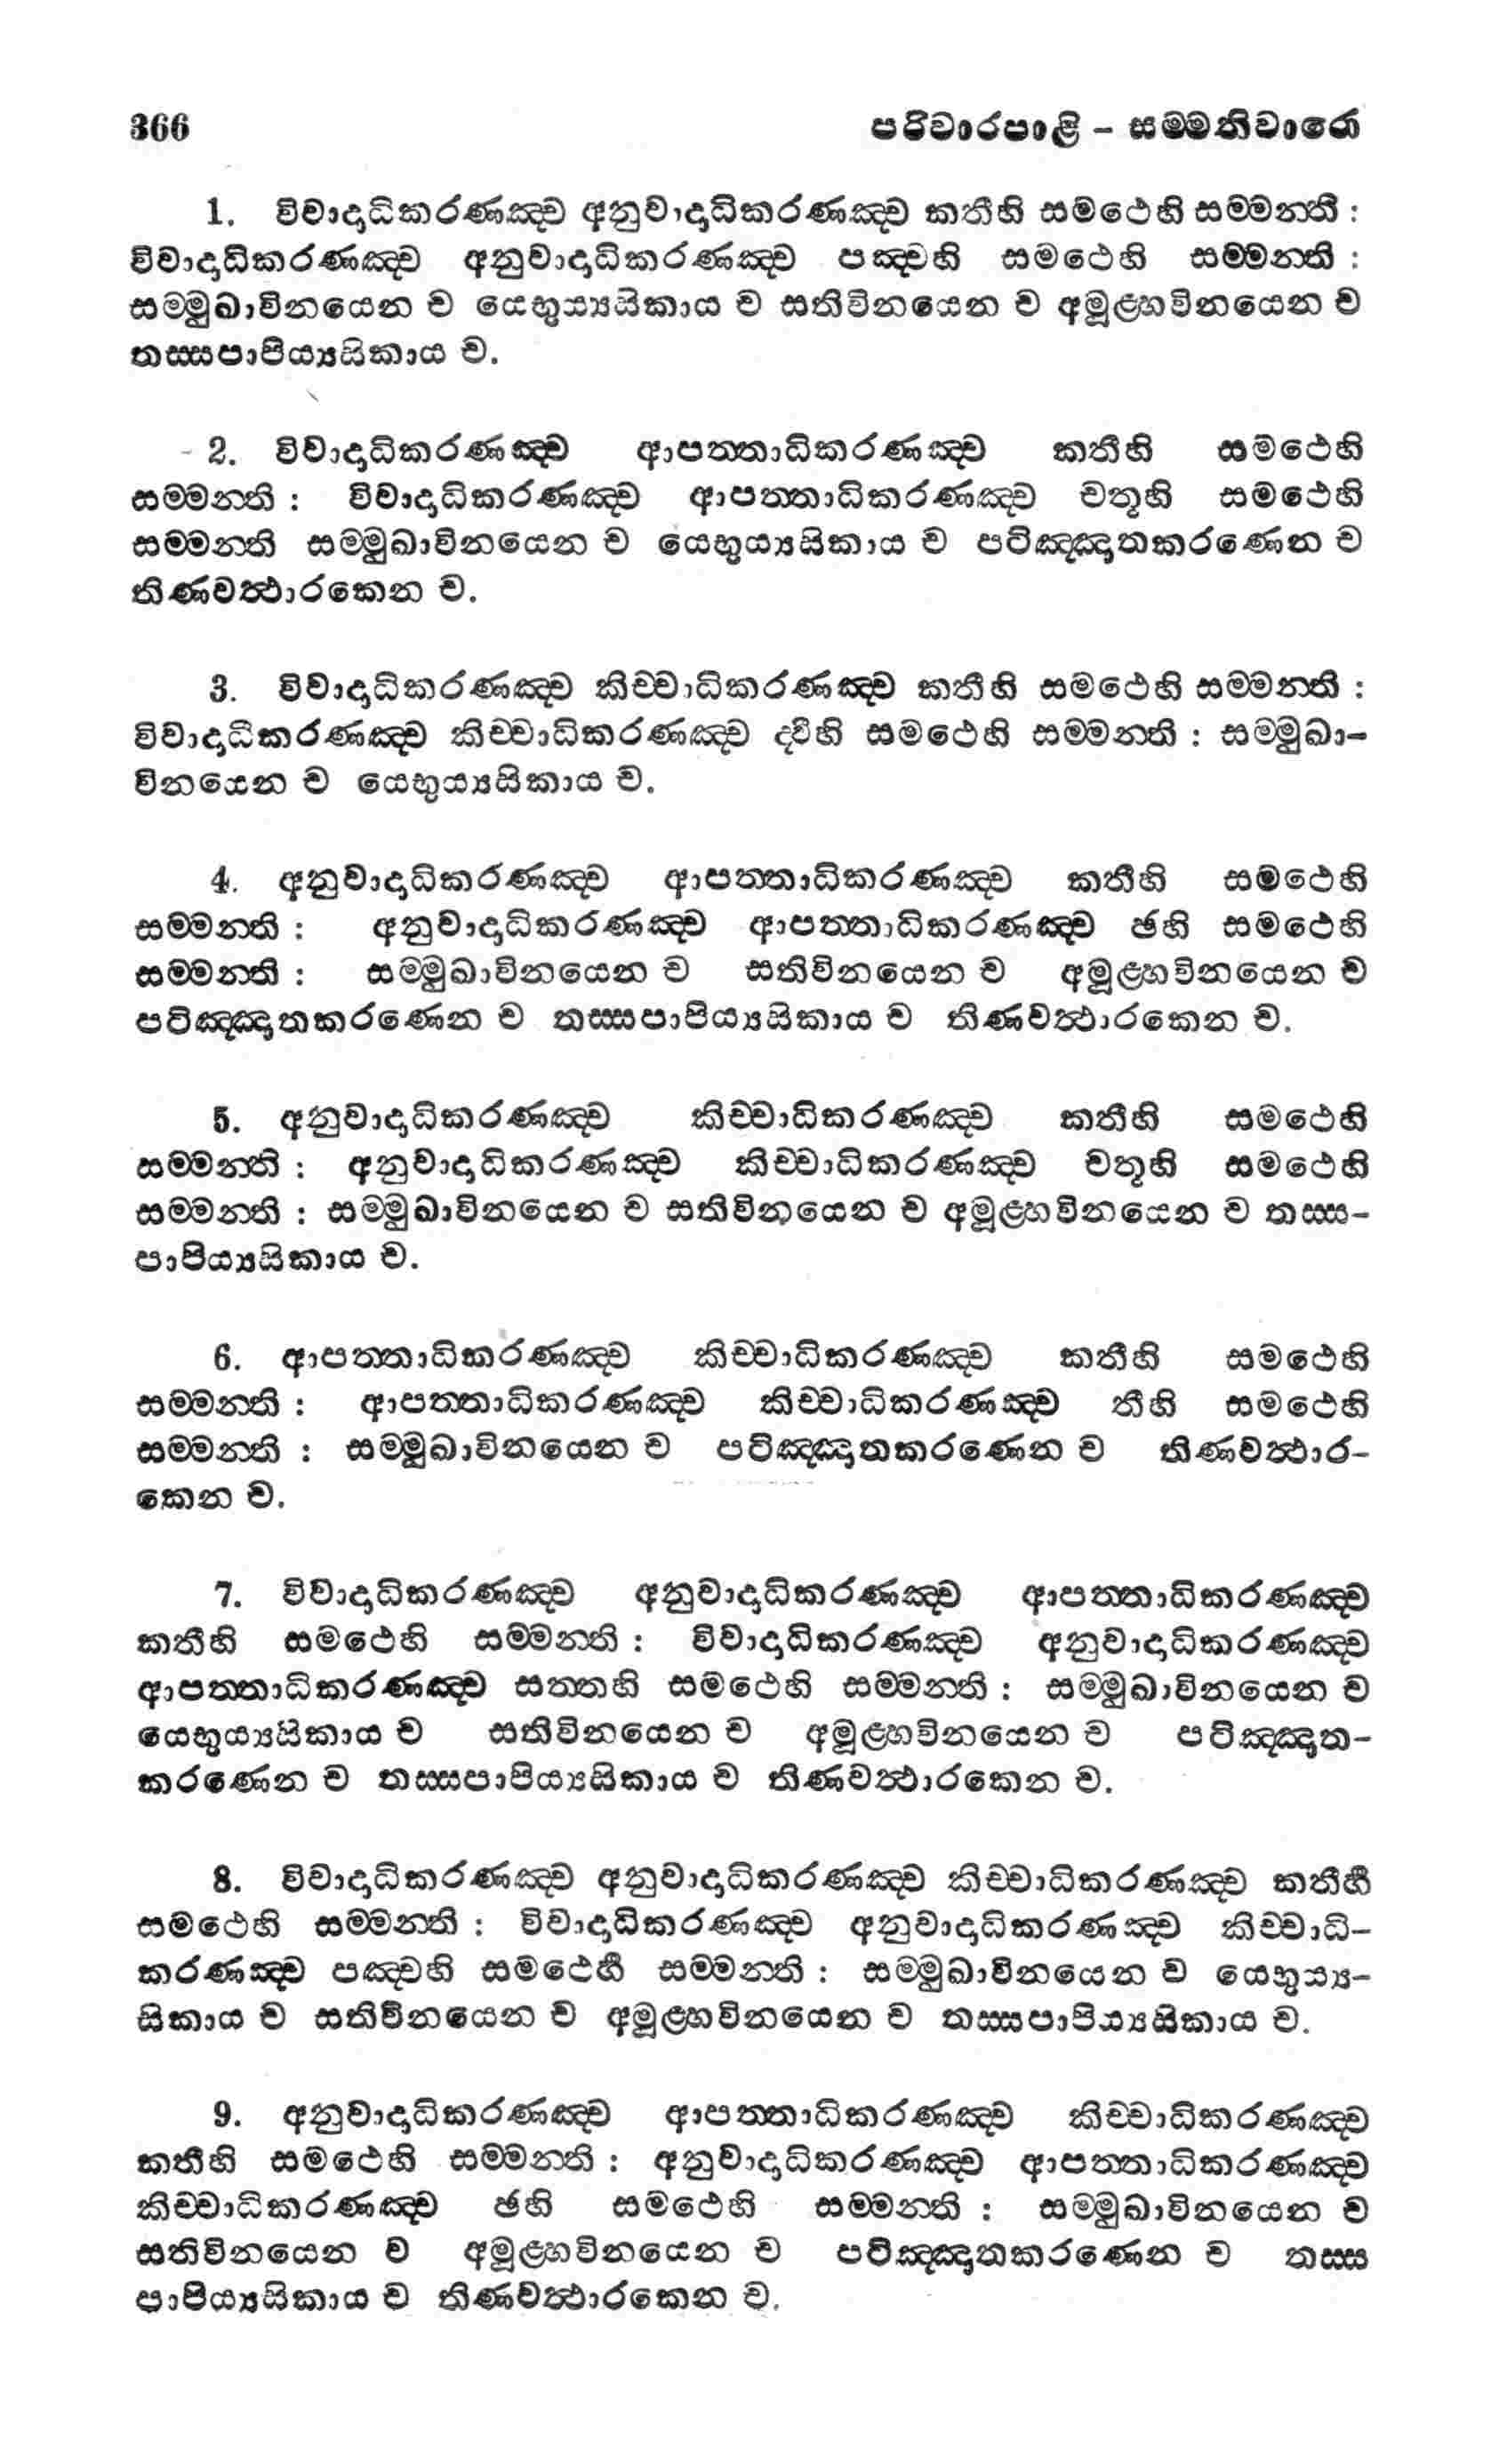 366 පරිවාරපාළි - සම්මතිවාරො
1. විවාදාධිකරණඤ්ච අනුවාදාධිකරණඤ්ච කතීහි සමථෙහි සම්මන්ති :
විවාදාධිකරණඤ්ච අනුවාදාධිකරණඤ්ච පඤ්චහි සමථෙහි සම්මන්ති :
සම්මුඛාවිනයෙන ච යෙභුය්‍යසිකාය ච සතිවිනයෙන ච අමූළ්හවිනයෙන ච
තස්සපාපිය්‍යසිකාය ච.
2. විවාදාධිකරණඤ්ච ආපත්තාධිකරණඤ්ච කතීහි සමථෙහි
සම්මන්ති : විවාදාධිකරණඤ්ච ආපත්තාධිකරණඤ්ච චතූහි සමථෙහි
සම්මන්ති සම්මුඛාවිනයෙන ච යෙභුය්‍යසිකාය ච පටිඤ්ඤාතකරණෙන ච
තිණවත්ථාරකෙන ච.
3. විවාදාධිකරණඤ්ච කිච්චාධිකරණඤ්ච කතීහි සමථෙහි සම්මන්ති :
විවාදාධිකරණඤ්ච කිච්චාධිකරණඤ්ච ද්වීහි සමථෙහි සම්මන්ති : සම්මුඛා-
විනයෙන ච යෙභුය්‍යසිකාය ච.
4. අනුවාදාධිකරණඤ්ච ආපත්තාධිකරණඤ්ච කතීහි සමථෙහි
සම්මන්ති : අනුවාදාධිකරණඤ්ච ආපත්තාධිකරණඤ්ච ඡහි සමථෙහි
සම්මන්ති : සම්මුඛාවිනයෙන ච සතිවිනයෙන ච අමූළ්හවිනයෙන ච
පටිඤ්ඤාතකරණෙන ච තස්සපාපිය්‍යසිකාය ච තිණවත්ථාරකෙන ච.
5. අනුවාදාධිකරණඤ්ච කිච්චාධිකරණඤ්ච කතීහි සමථෙහි
සම්මන්ති : අනුවාදාධිකරණඤ්ච කිච්චාධිකරණඤ්ච චතූහි සමථෙහි
සම්මන්ති : සම්මුඛාවිනයෙන ච සතිවිනයෙන ච අමූළ්හවිනයෙන ච තස්ස-
පාපිය්‍යසිකාය ච.
6. ආපත්තාධිකරණඤ්ච කිච්චාධිකරණඤ්ච කතීහි සමථෙහි
සම්මන්ති : ආපත්තාධිකරණඤ්ච කිච්චාධිකරණඤ්ච තීහි සමථෙහි
සම්මන්ති : සම්මුඛාවිනයෙන ච පටිඤ්ඤාතකරණෙන ච තිණවත්ථාර-
කෙන ච.
7. විවාදාධිකරණඤ්ච අනුවාදාධිකරණඤ්ච ආපත්තාධිකරණඤ්ච
කතීහි සමථෙහි සම්මන්ති : විවාදාධිකරණඤ්ච අනුවාදාධිකරණඤ්ච
ආපත්තාධිකරණඤ්ච සත්තහි සමථෙහි සම්මන්ති : සම්මුඛාවිනයෙන ච
යෙභුය්‍යසිකාය ච සතිවිනයෙන ච අමූළ්හවිනයෙන ච පටිඤ්ඤාත-
කරණෙන ච තස්සපාපිය්‍යසිකාය ච තිණවත්ථාරකෙන ච.
8. විවාදාධිකරණඤ්ච අනුවාදාධිකරණඤ්ච කිච්චාධිකරණඤ්ච කතීහි
සමථෙහි සම්මන්ති : විවාදාධිකරණඤ්ච අනුවාදාධිකරණඤ්ච කිච්චාධි-
කරණඤ්ච පඤ්චහි සමථෙහි සම්මන්ති : සම්මුඛාවිනයෙන ච යෙභුය්‍ය-
සිකාය ච සතිවිනයෙන ච අමූළ්හවිනයෙන ච තස්සපාපිය්‍යසිකාය ච.
9. අනුවාදාධිකරණඤ්ච ආපත්තාධිකරණඤ්ච කිච්චාධිකරණඤ්ච
කතීහි සමථෙහි සම්මන්ති : අනුවාදාධිකරණඤ්ච ආපත්තාධිකරණඤ්ච
කිච්චාධිකරණඤ්ච ඡහි සමථෙහි සම්මන්ති : සම්මුඛාවිනයෙන ච
සතිවිනයෙන ච අමූළ්හවිනයෙන ච පටිඤ්ඤාතකරණෙන ච තස්ස
පාපිය්‍යසිකාය ච තිණවත්ථාරකෙන ච.